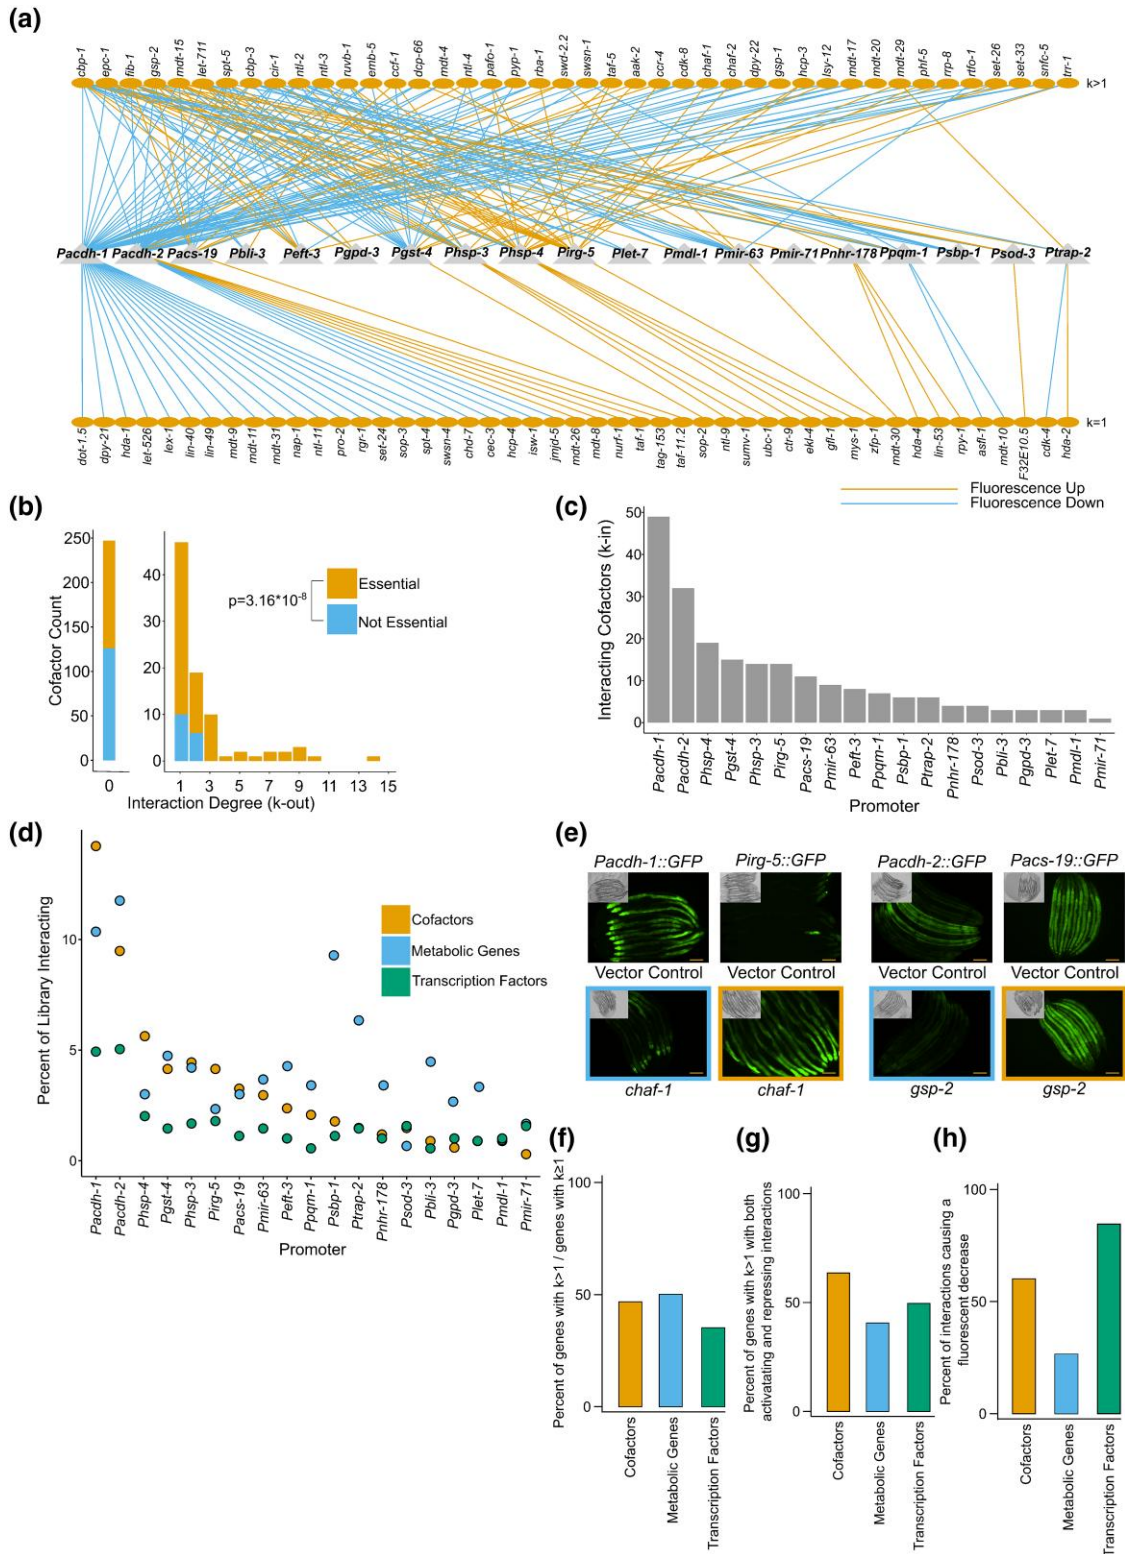 (a)
cbp-1 epc-1 fib-1 gsp-2 mdt-15 let-711 spt-5 cbp-3 cir-1 ntl-2 ntl-3 ruvb-1 emb-5 ccf-1 dcp-66 mdt-4 ntl-4 pafo-1 pyp-1 rba-1 swd-2.2 swsn-1 taf-5 aak-2 ccr-4 cdk-8 chaf-1 chaf-2 dpy-22 gsp-1 hcp-3 lsy-12 mdt-17 mdt-20 mdt-29 phf-5 rrp-8 rtfo-1 set-26 set-33 snfc-5 trr-1
k>1
Pacdh-1 Pacdh-2 Pacs-19 Pbli-3 Peft-3 Pgpd-3 Pgst-4 Phsp-3 Phsp-4 Pirg-5 Plet-7 Pmdl-1 Pmir-63 Pmir-71 Pnhr-178 Ppqm-1 Psbp-1 Psod-3 Ptrap-2
k=1
dot-1.5 dpy-21 hda-1 let-526 lex-1 lin-40 lin-49 mdt-9 mdt-11 mdt-31 nap-1 ntl-11 pro-2 rgr-1 set-24 sop-3 spt-4 swsn-4 chd-7 cec-3 hcp-4 isw-1 jmjd-5 mdt-26 mdt-8 nurf-1 taf-1 tag-153 taf-11.2 sop-2 ntl-9 sumv-1 ubc-1 ctr-9 ekl-4 gfl-1 mys-1 zfp-1 mdt-30 hda-4 lin-53 rpy-1 asfl-1 mdt-10 F32E10.5 cdk-4 hda-2
Fluorescence Up
Fluorescence Down
(b)
Cofactor Count
250
200
150
100
50
0
0
40
30
20
10
0
1 3 5 7 9 11 13 15
p=3.16*10-8
Essential
Not Essential
Interaction Degree (k-out)
(c)
Interacting Cofactors (k-in)
50
40
30
20
10
0
Pacdh-1 Pacdh-2 Phsp-4 Pgst-4 Phsp-3 Pirg-5 Pacs-19 Pmir-63 Peft-3 Ppqm-1 Psbp-1 Ptrap-2 Pnhr-178 Psod-3 Pbli-3 Pgpd-3 Plet-7 Pmdl-1 Pmir-71
Promoter
(d)
Percent of Library Interacting
10
5
0
Cofactors
Metabolic Genes
Transcription Factors
Pacdh-1 Pacdh-2 Phsp-4 Pgst-4 Phsp-3 Pirg-5 Pacs-19 Pmir-63 Peft-3 Ppqm-1 Psbp-1 Ptrap-2 Pnhr-178 Psod-3 Pbli-3 Pgpd-3 Plet-7 Pmdl-1 Pmir-71
Promoter
(e)
Pacdh-1::GFP Pirg-5::GFP Pacdh-2::GFP Pacs-19::GFP
Vector Control Vector Control Vector Control Vector Control
chaf-1 chaf-1 gsp-2 gsp-2
(f)
Percent of genes with k>1 / genes with k≥1
100
50
0
Cofactors
Metabolic Genes
Transcription Factors
(g)
Percent of genes with k>1 with both
activatating and repressing interactions
100
50
0
Cofactors
Metabolic Genes
Transcription Factors
(h)
Percent of interactions causing a
fluorescent decrease
100
50
0
Cofactors
Metabolic Genes
Transcription Factors